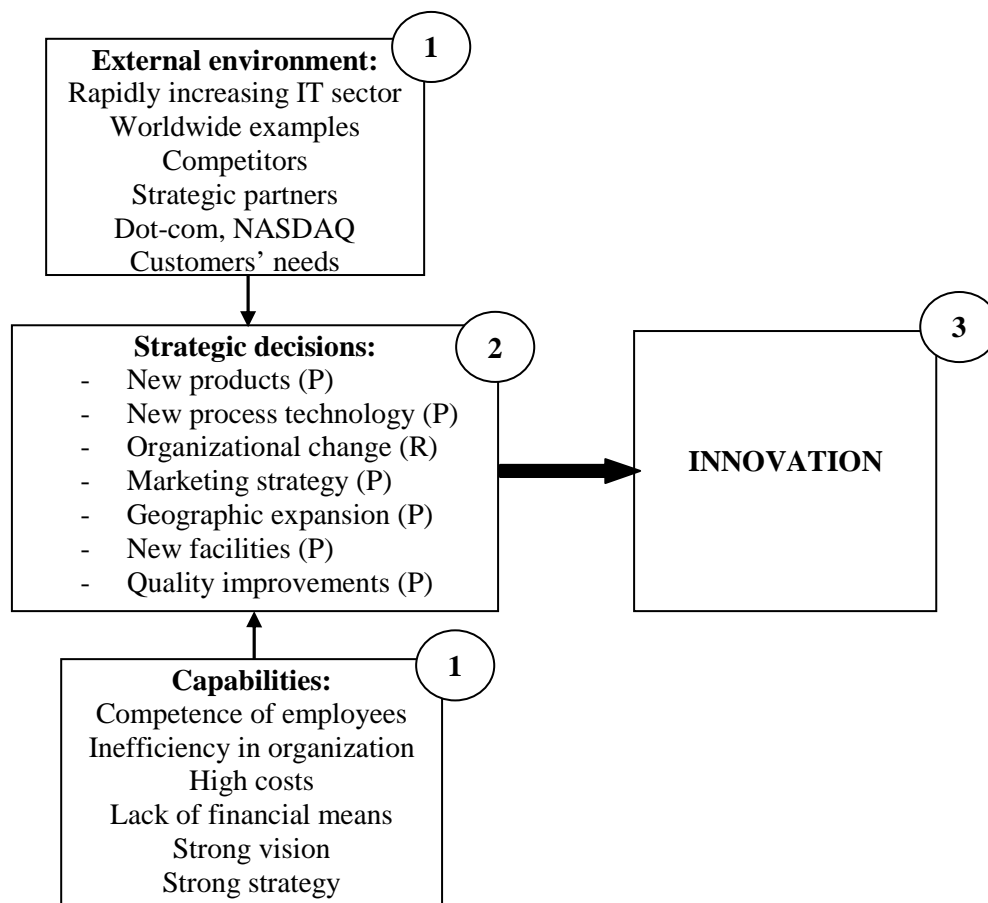 1
External environment:
Rapidly increasing IT sector
Worldwide examples
Competitors
Strategic partners
Dot-com, NASDAQ
Customers’ needs
2
Strategic decisions:
- New products (P)
- New process technology (P)
- Organizational change (R)
- Marketing strategy (P)
- Geographic expansion (P)
- New facilities (P)
- Quality improvements (P)
3
INNOVATION
1
Capabilities:
Competence of employees
Inefficiency in organization
High costs
Lack of financial means
Strong vision
Strong strategy